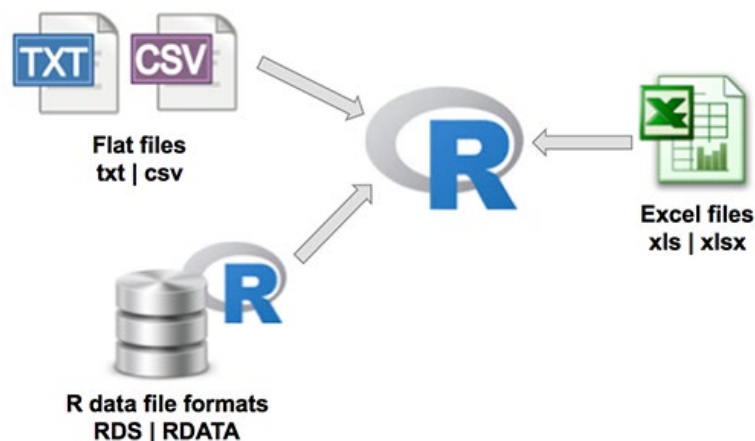 TXT
CSV
Flat files
txt | csv
R
X
Excel files
xls | xlsx
R
R data file formats
RDS | RDATA